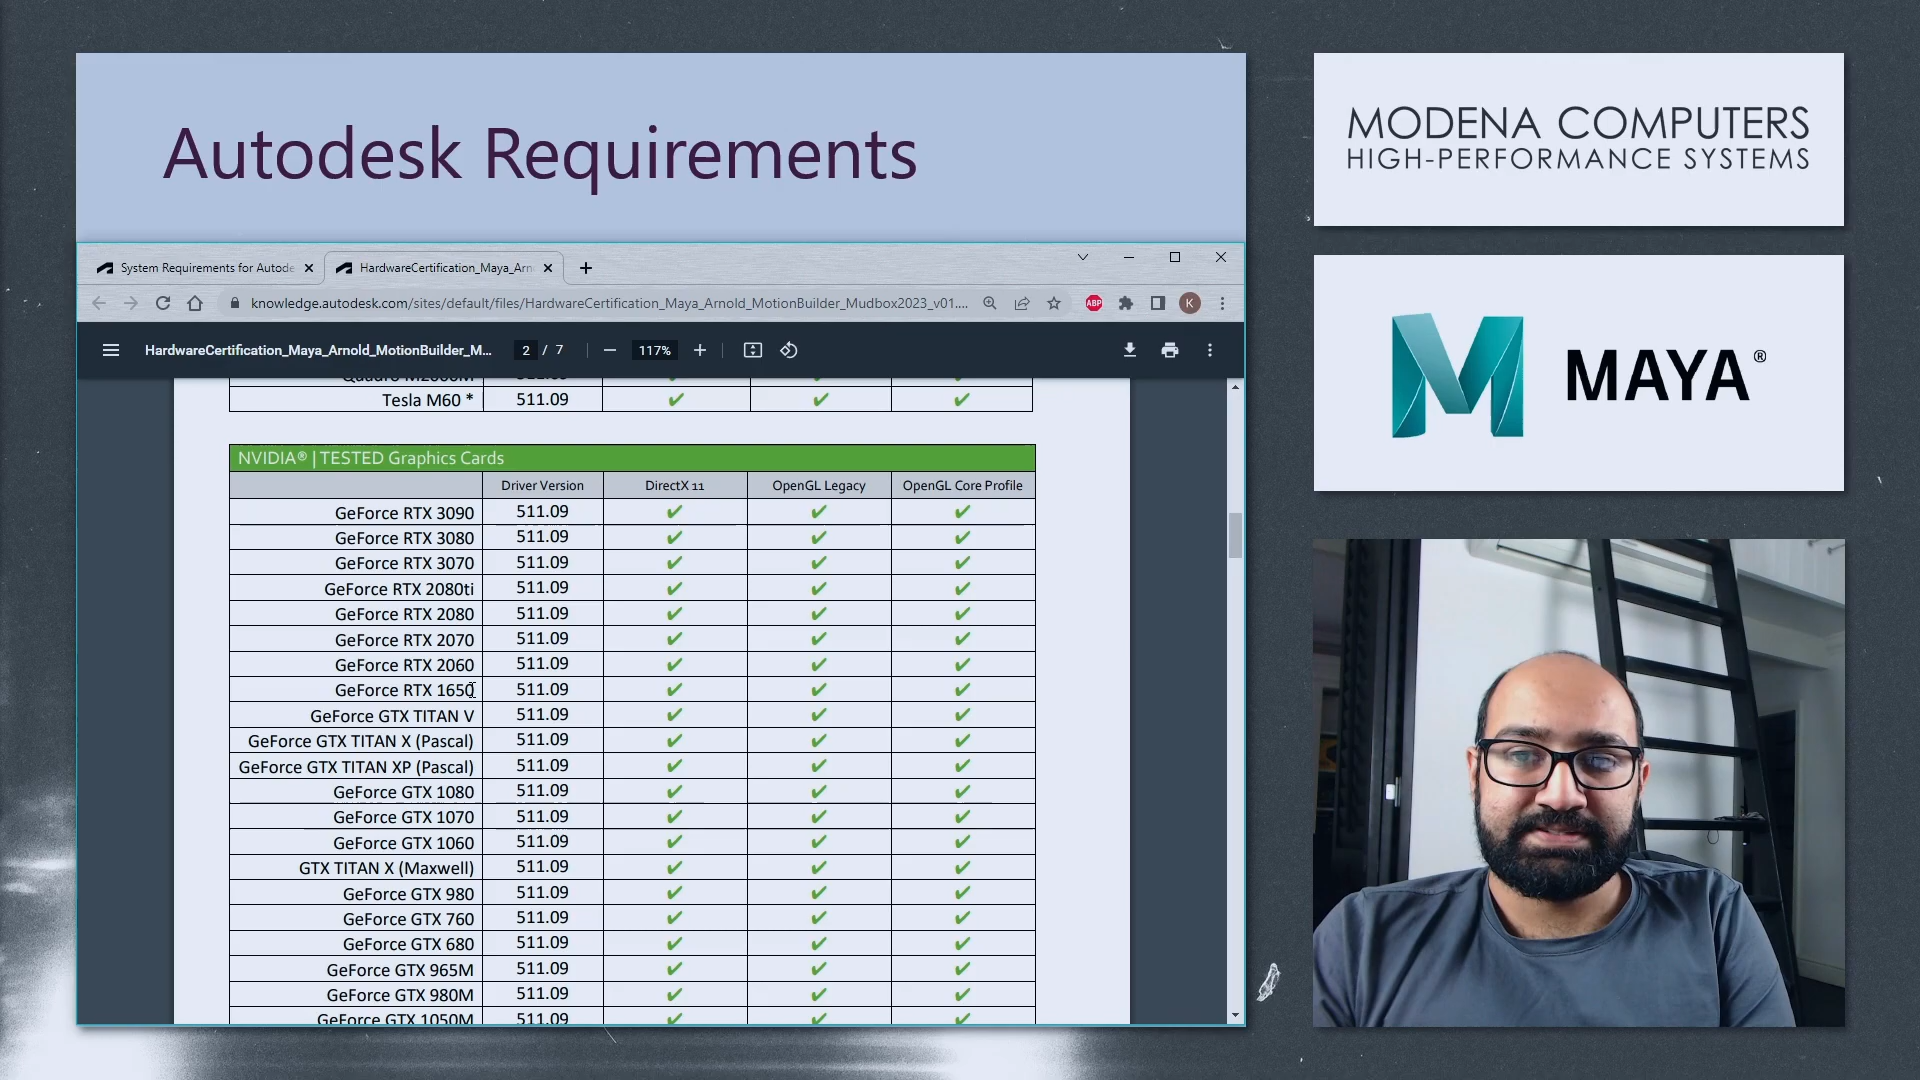 Autodesk Requirements
MODENA COMPUTERS
HIGH-PERFORMANCE SYSTEMS
MAYA®
System Requirements for Autode
HardwareCertification_Maya_Arn
knowledge.autodesk.com/sites/default/files/HardwareCertification_Maya_Arnold_MotionBuilder_Mudbox2023_v01....
ABP
K
HardwareCertification_Maya_Arnold_MotionBuilder_M...
2 / 7
117%
Tesla M60 * 511.09 ✔ ✔ ✔
NVIDIA® | TESTED Graphics Cards
Driver Version DirectX 11 OpenGL Legacy OpenGL Core Profile
GeForce RTX 3090 511.09 ✔ ✔ ✔
GeForce RTX 3080 511.09 ✔ ✔ ✔
GeForce RTX 3070 511.09 ✔ ✔ ✔
GeForce RTX 2080ti 511.09 ✔ ✔ ✔
GeForce RTX 2080 511.09 ✔ ✔ ✔
GeForce RTX 2070 511.09 ✔ ✔ ✔
GeForce RTX 2060 511.09 ✔ ✔ ✔
GeForce RTX 1650 511.09 ✔ ✔ ✔
GeForce GTX TITAN V 511.09 ✔ ✔ ✔
GeForce GTX TITAN X (Pascal) 511.09 ✔ ✔ ✔
GeForce GTX TITAN XP (Pascal) 511.09 ✔ ✔ ✔
GeForce GTX 1080 511.09 ✔ ✔ ✔
GeForce GTX 1070 511.09 ✔ ✔ ✔
GeForce GTX 1060 511.09 ✔ ✔ ✔
GTX TITAN X (Maxwell) 511.09 ✔ ✔ ✔
GeForce GTX 980 511.09 ✔ ✔ ✔
GeForce GTX 760 511.09 ✔ ✔ ✔
GeForce GTX 680 511.09 ✔ ✔ ✔
GeForce GTX 965M 511.09 ✔ ✔ ✔
GeForce GTX 980M 511.09 ✔ ✔ ✔
GeForce GTX 1050M 511.09 ✔ ✔ ✔